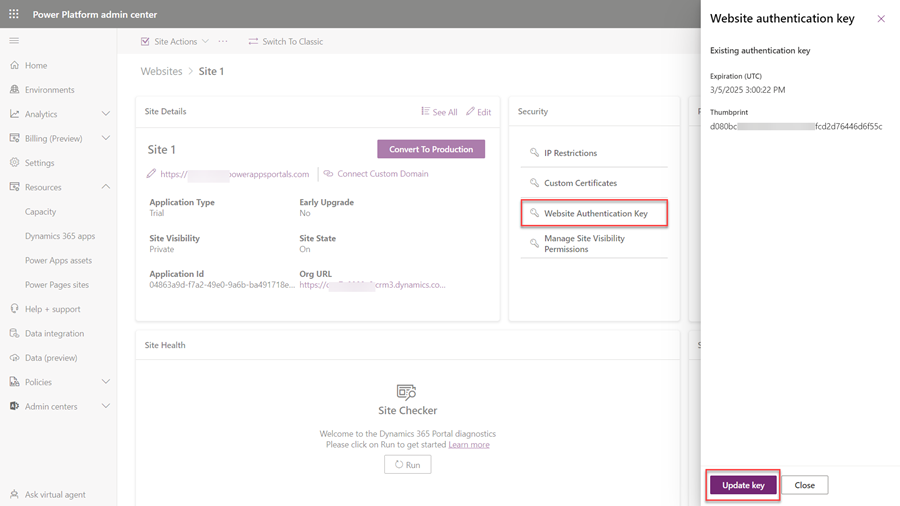 Power Platform admin center
Website authentication key
Site Actions
Switch To Classic
Existing authentication key
Home
Websites > Site 1
Expiration (UTC)
3/5/2025 3:00:22 PM
Environments
Analytics
Site Details
See All
Edit
Security
Thumbprint
d080bc
fcd2d76446d6f55c
Billing (Preview)
Site 1
Convert To Production
IP Restrictions
Settings
https://
powerappsportals.com
Connect Custom Domain
Resources
Custom Certificates
Capacity
Application Type
Trial
Early Upgrade
No
Website Authentication Key
Dynamics 365 apps
Site Visibility
Private
Site State
On
Manage Site Visibility
Permissions
Power Apps assets
Application Id
04863a9d-f7a2-49e0-9a6b-ba491718e...
Org URL
https://
crm3.dynamics.co...
Power Pages sites
Help + support
Data integration
Site Health
Data (preview)
Policies
Admin centers
Site Checker
Welcome to the Dynamics 365 Portal diagnostics
Please click on Run to get started Learn more
Run
Ask virtual agent
Update key
Close